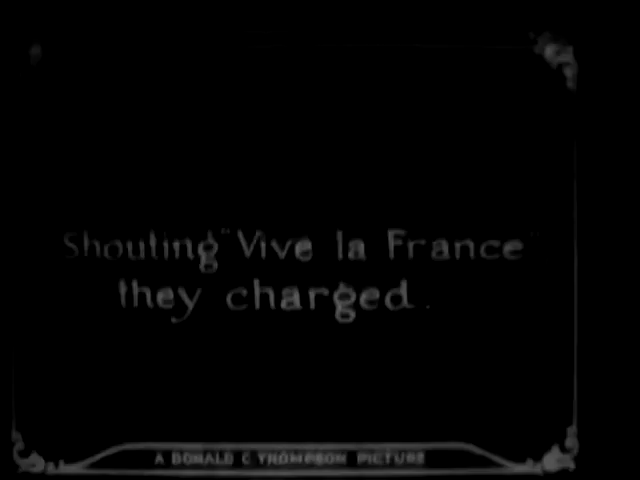 Shouting "Vive la France"
they charged.
A DONALD C THOMPSON PICTURE